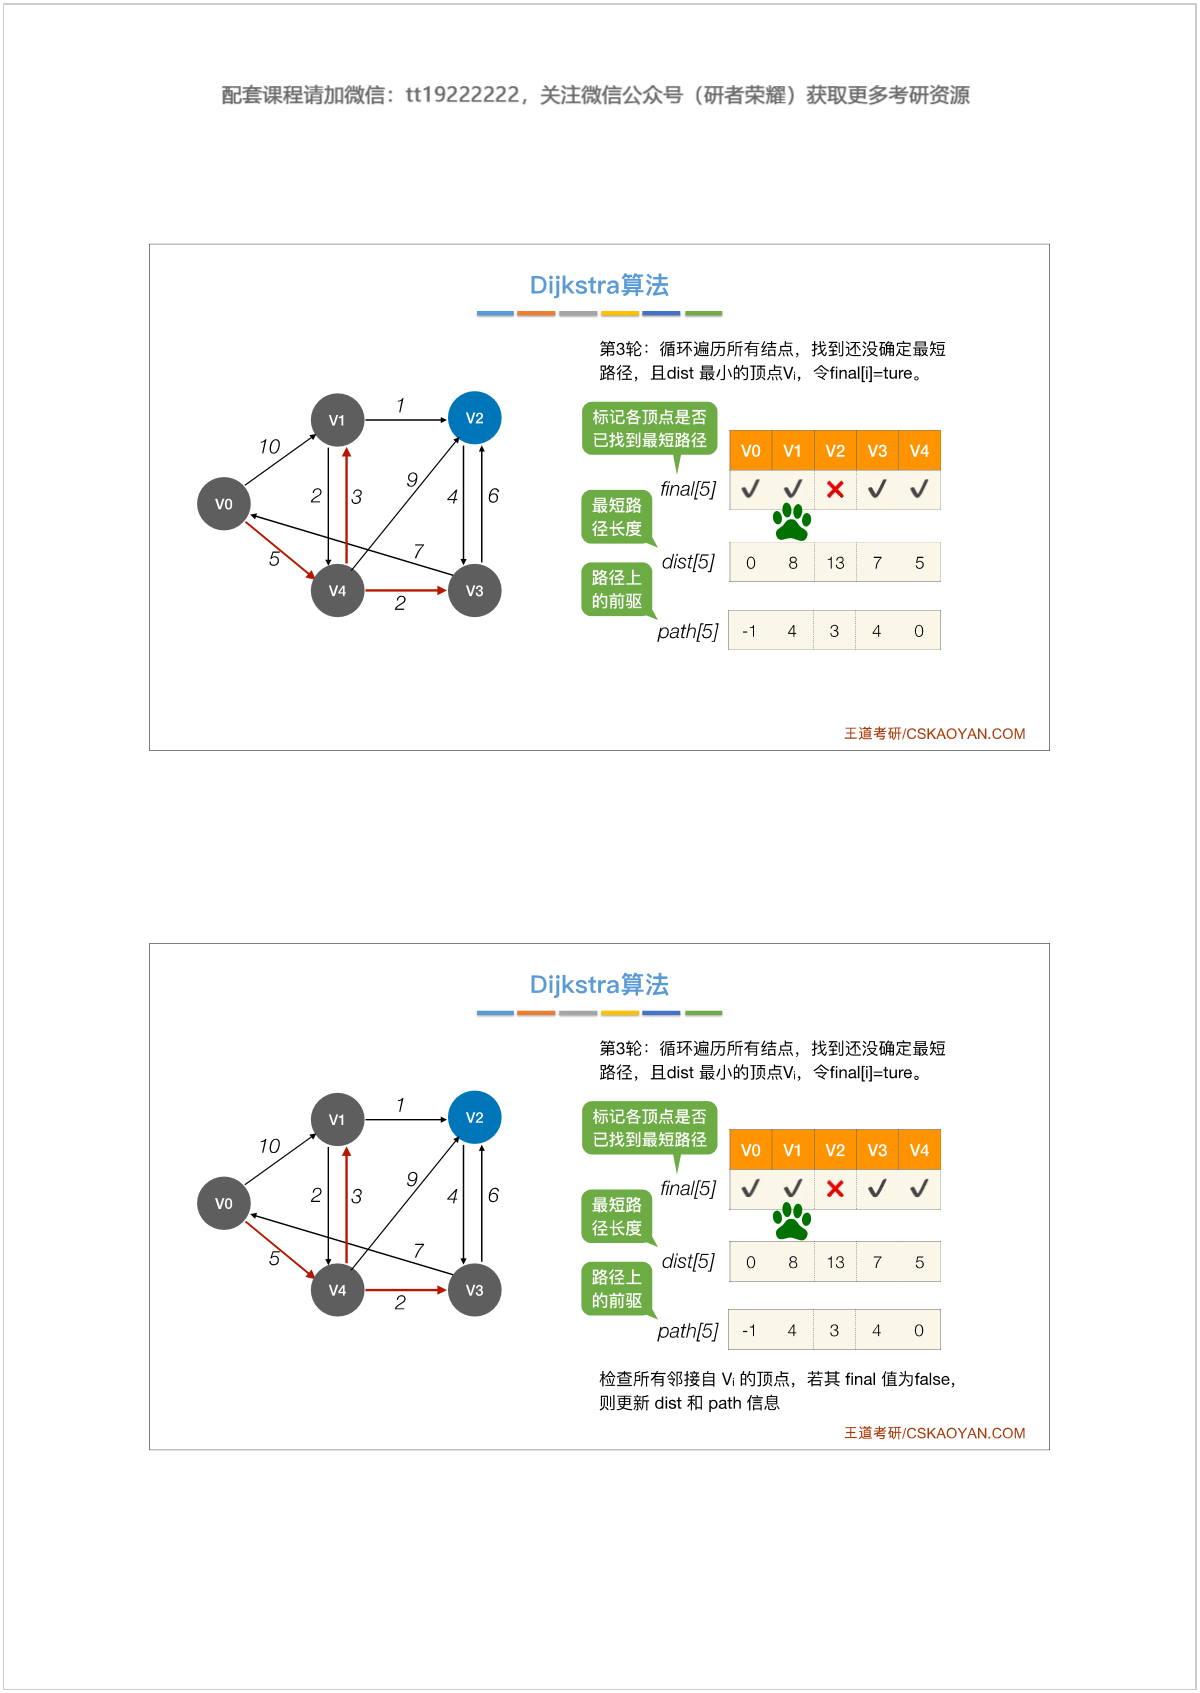 配套课程请加微信：tt19222222，关注微信公众号（研者荣耀）获取更多考研资源
Dijkstra算法
第3轮：循环遍历所有结点，找到还没确定最短
路径，且dist 最小的顶点Vᵢ，令final[i]=ture。
V1
1
V2
10
V0
2
3
9
4
6
7
5
V4
2
V3
标记各顶点是否
已找到最短路径
V0 V1 V2 V3 V4
final[5] ✓ ✓ ✕ ✓ ✓
最短路
径长度
dist[5] 0 8 13 7 5
路径上
的前驱
path[5] -1 4 3 4 0
王道考研/CSKAOYAN.COM
Dijkstra算法
第3轮：循环遍历所有结点，找到还没确定最短
路径，且dist 最小的顶点Vᵢ，令final[i]=ture。
V1
1
V2
10
V0
2
3
9
4
6
7
5
V4
2
V3
标记各顶点是否
已找到最短路径
V0 V1 V2 V3 V4
final[5] ✓ ✓ ✕ ✓ ✓
最短路
径长度
dist[5] 0 8 13 7 5
路径上
的前驱
path[5] -1 4 3 4 0
检查所有邻接自 Vᵢ 的顶点，若其 final 值为false，
则更新 dist 和 path 信息
王道考研/CSKAOYAN.COM